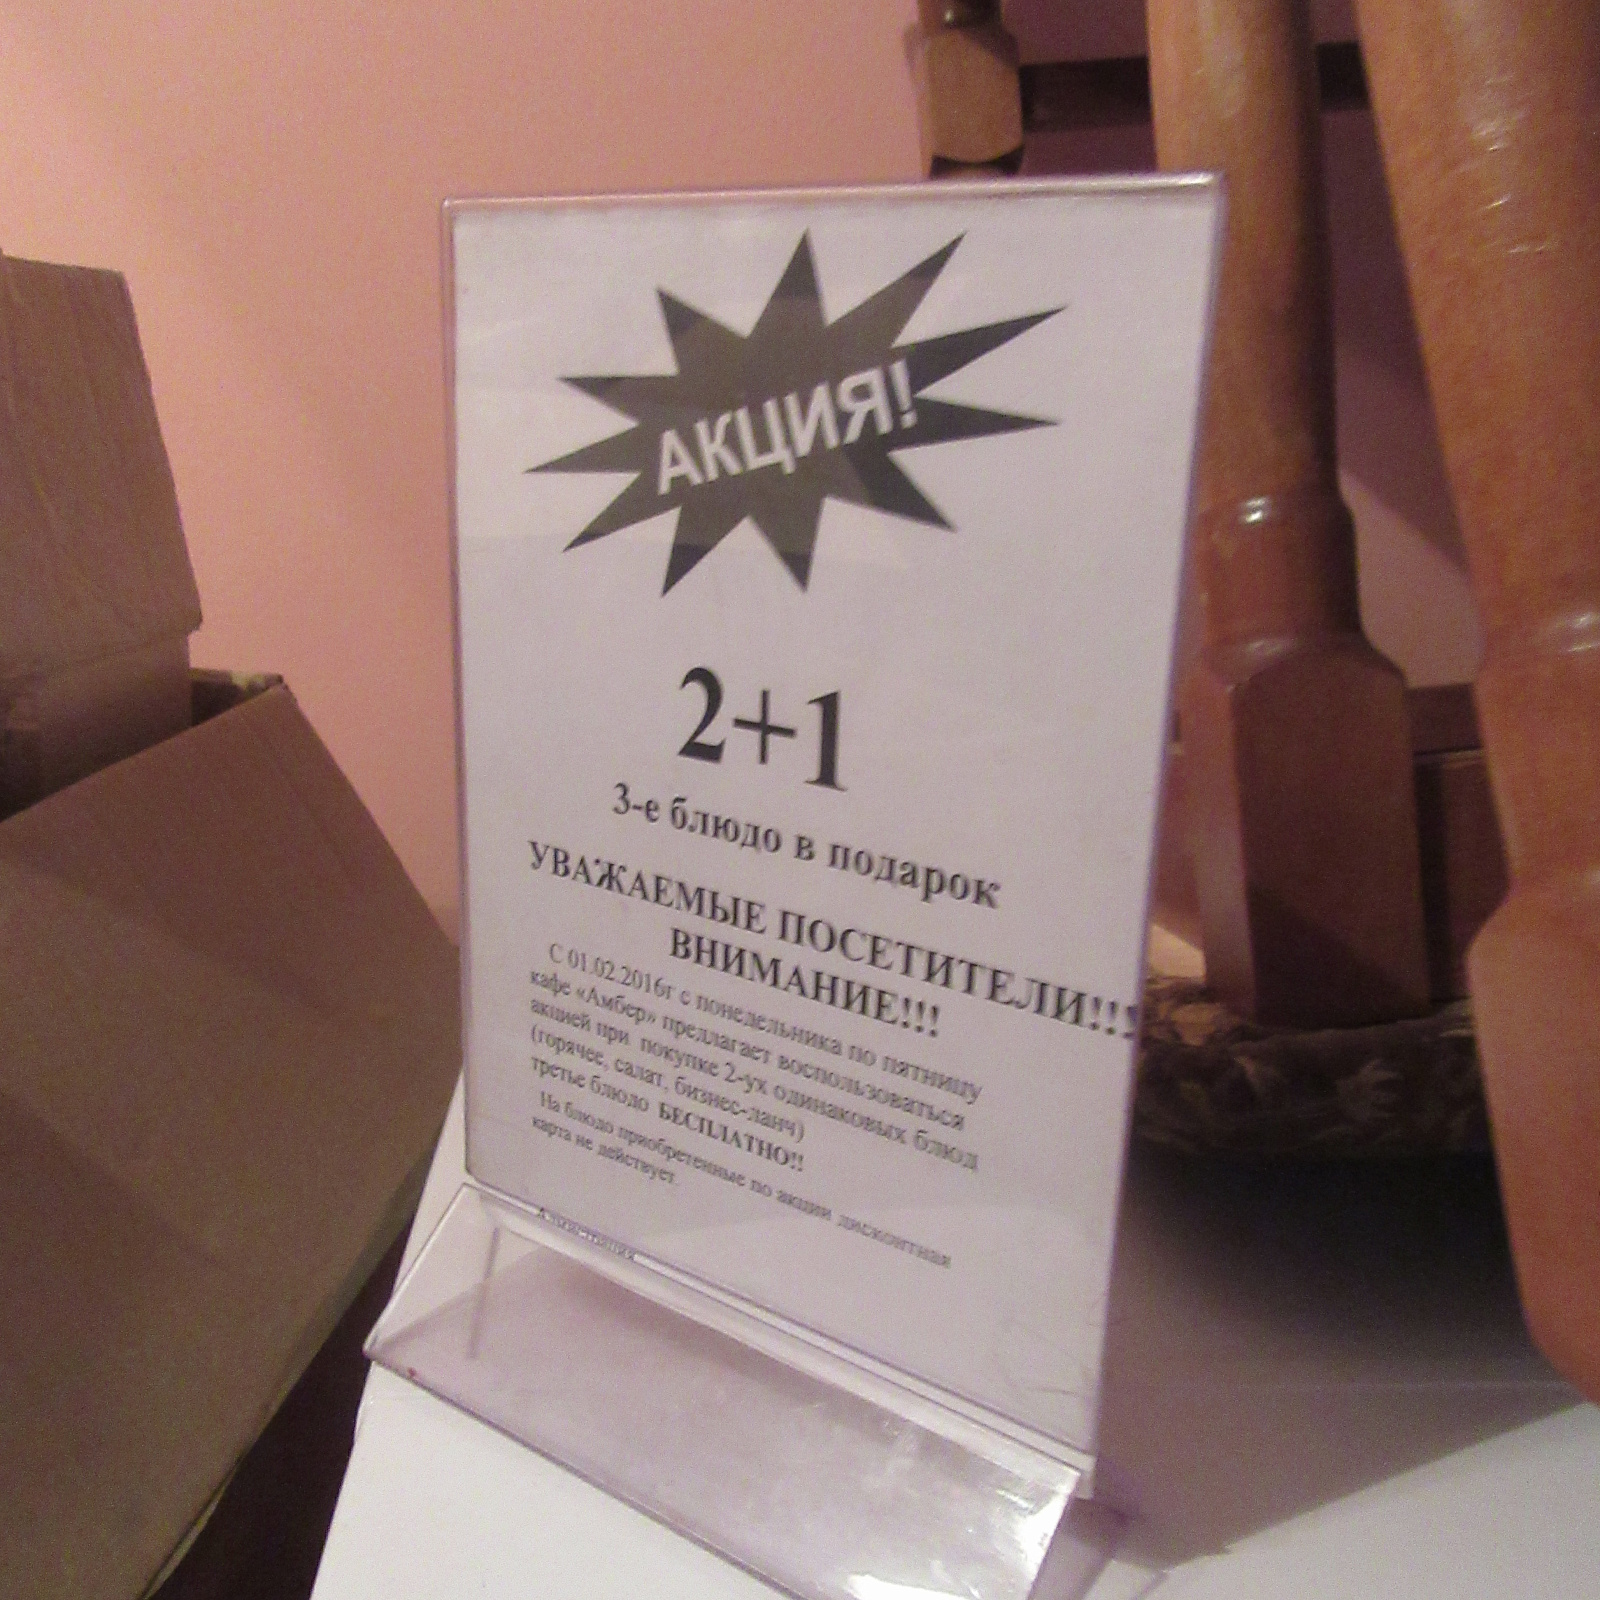 АКЦИЯ!
2+1
3-е блюдо в подарок
УВАЖАЕМЫЕ ПОСЕТИТЕЛИ!!!
ВНИМАНИЕ!!!
С 01.02.2016г с понедельника по пятницу
кафе «Амбер» предлагает воспользоваться
акцией при покупке 2-ух одинаковых блюд
(горячее, салат, бизнес-ланч)
третье блюдо БЕСПЛАТНО!!
На блюдо приобретенные по акции дисконтная
карта не действует.